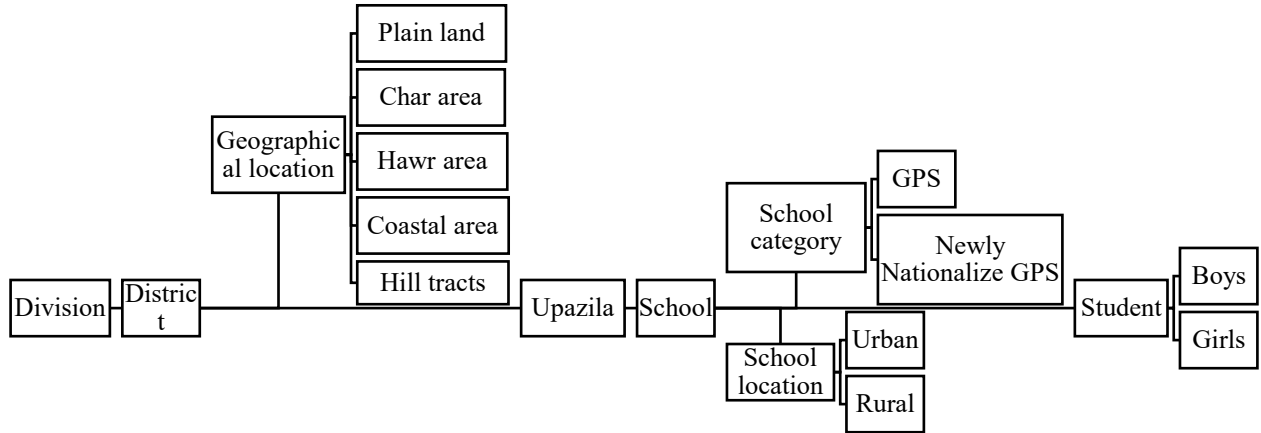 Division
Distric
t
Geographic
al location
Plain land
Char area
Hawr area
Coastal area
Hill tracts
Upazila
School
School
category
GPS
Newly
Nationalize GPS
School
location
Urban
Rural
Student
Boys
Girls